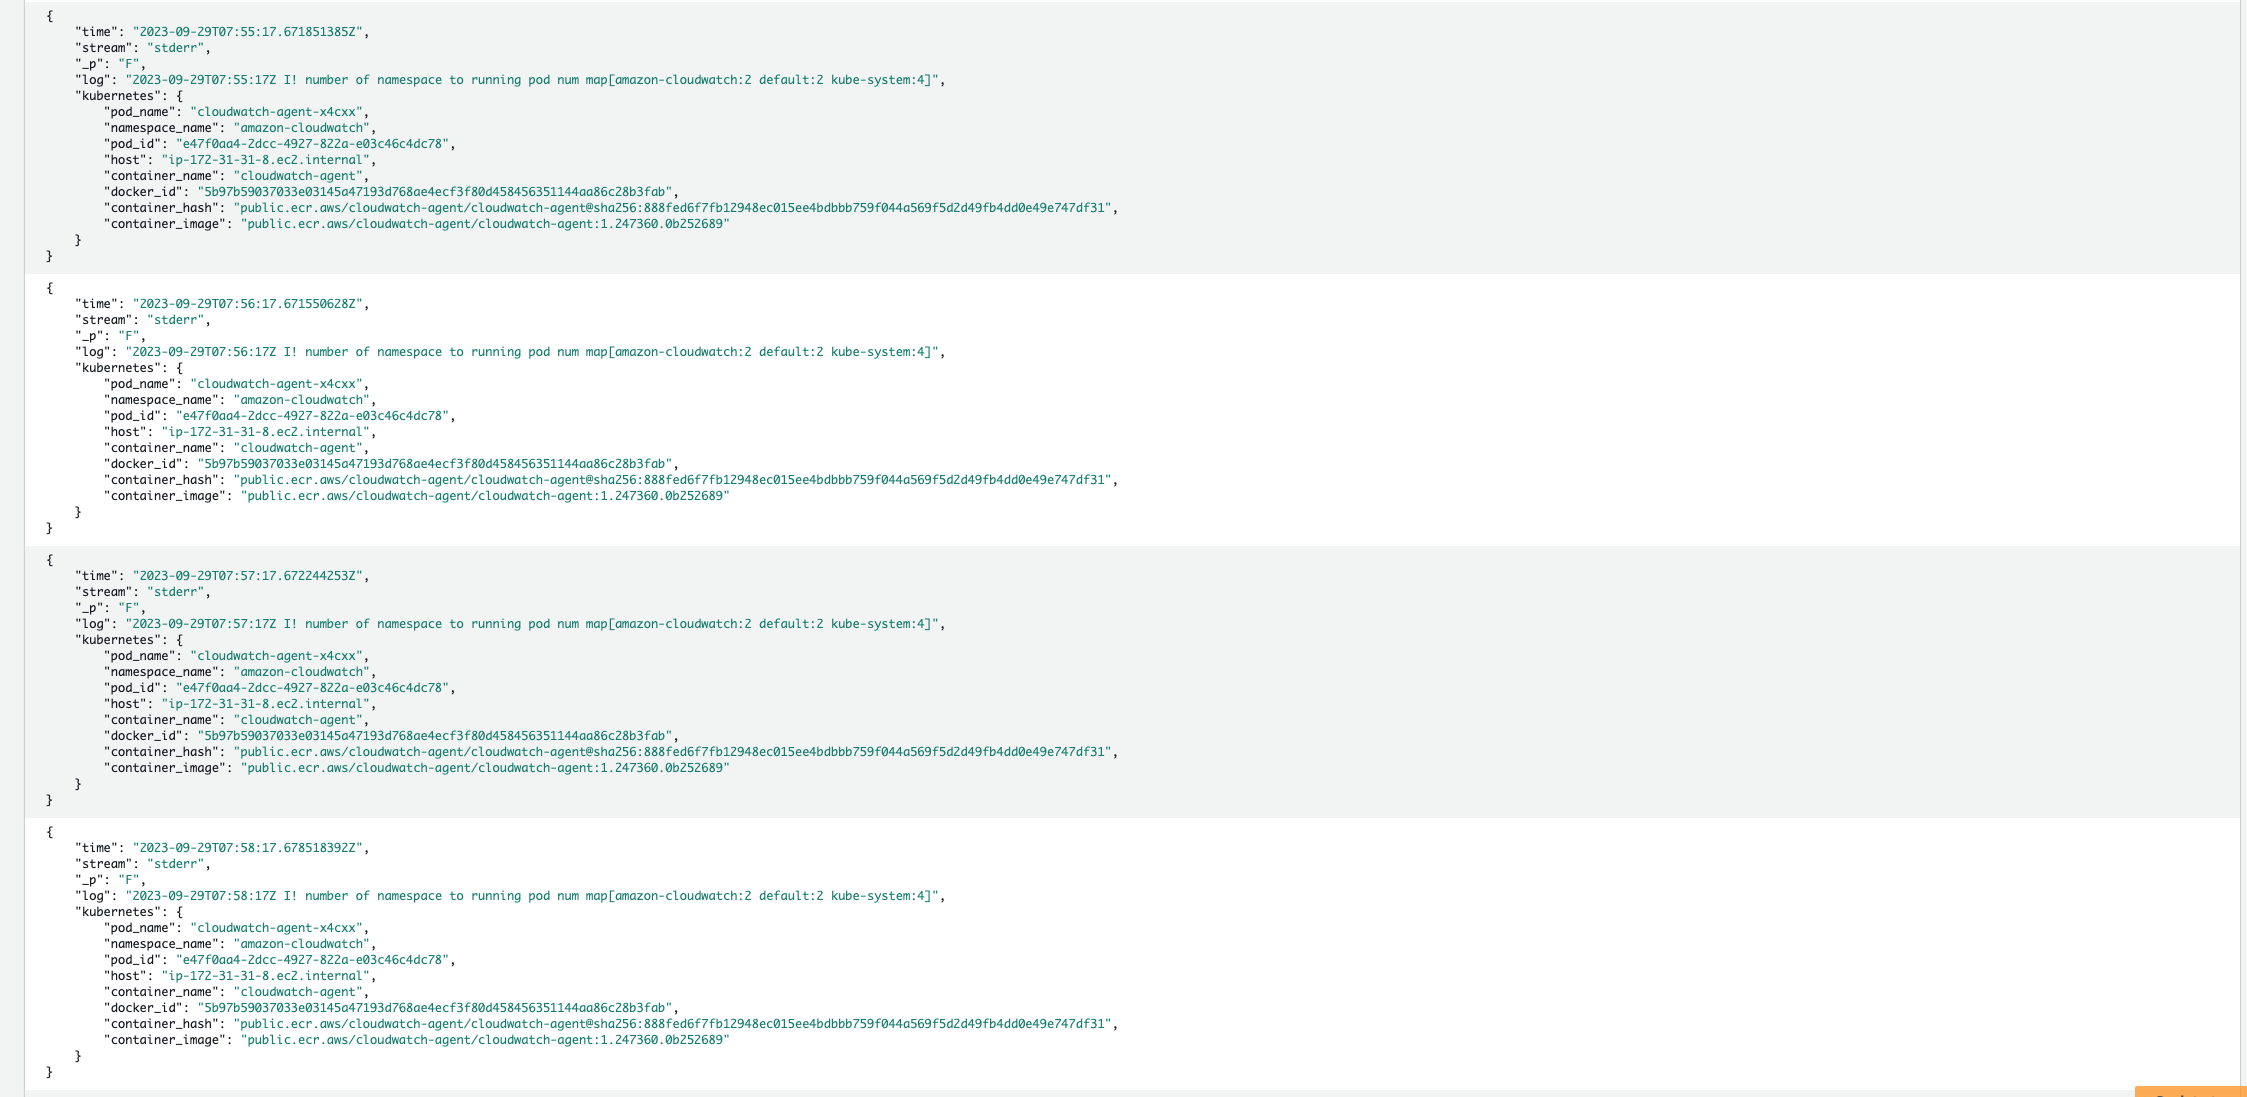 {
"time": "2023-09-29T07:55:17.671851385Z",
"stream": "stderr",
"_p": "F",
"log": "2023-09-29T07:55:17Z I! number of namespace to running pod num map[amazon-cloudwatch:2 default:2 kube-system:4]",
"kubernetes": {
"pod_name": "cloudwatch-agent-x4cxx",
"namespace_name": "amazon-cloudwatch",
"pod_id": "e47f0aa4-2dcc-4927-822a-e03c46c4dc78",
"host": "ip-172-31-31-8.ec2.internal",
"container_name": "cloudwatch-agent",
"docker_id": "5b97b59037033e03145a47193d768ae4ecf3f80d458456351144aa86c28b3fab",
"container_hash": "public.ecr.aws/cloudwatch-agent/cloudwatch-agent@sha256:888fed6f7fb12948ec015ee4bdbbb759f044a569f5d2d49fb4dd0e49e747df31",
"container_image": "public.ecr.aws/cloudwatch-agent/cloudwatch-agent:1.247360.0b252689"
}
}
{
"time": "2023-09-29T07:56:17.671550628Z",
"stream": "stderr",
"_p": "F",
"log": "2023-09-29T07:56:17Z I! number of namespace to running pod num map[amazon-cloudwatch:2 default:2 kube-system:4]",
"kubernetes": {
"pod_name": "cloudwatch-agent-x4cxx",
"namespace_name": "amazon-cloudwatch",
"pod_id": "e47f0aa4-2dcc-4927-822a-e03c46c4dc78",
"host": "ip-172-31-31-8.ec2.internal",
"container_name": "cloudwatch-agent",
"docker_id": "5b97b59037033e03145a47193d768ae4ecf3f80d458456351144aa86c28b3fab",
"container_hash": "public.ecr.aws/cloudwatch-agent/cloudwatch-agent@sha256:888fed6f7fb12948ec015ee4bdbbb759f044a569f5d2d49fb4dd0e49e747df31",
"container_image": "public.ecr.aws/cloudwatch-agent/cloudwatch-agent:1.247360.0b252689"
}
}
{
"time": "2023-09-29T07:57:17.672244253Z",
"stream": "stderr",
"_p": "F",
"log": "2023-09-29T07:57:17Z I! number of namespace to running pod num map[amazon-cloudwatch:2 default:2 kube-system:4]",
"kubernetes": {
"pod_name": "cloudwatch-agent-x4cxx",
"namespace_name": "amazon-cloudwatch",
"pod_id": "e47f0aa4-2dcc-4927-822a-e03c46c4dc78",
"host": "ip-172-31-31-8.ec2.internal",
"container_name": "cloudwatch-agent",
"docker_id": "5b97b59037033e03145a47193d768ae4ecf3f80d458456351144aa86c28b3fab",
"container_hash": "public.ecr.aws/cloudwatch-agent/cloudwatch-agent@sha256:888fed6f7fb12948ec015ee4bdbbb759f044a569f5d2d49fb4dd0e49e747df31",
"container_image": "public.ecr.aws/cloudwatch-agent/cloudwatch-agent:1.247360.0b252689"
}
}
{
"time": "2023-09-29T07:58:17.678518392Z",
"stream": "stderr",
"_p": "F",
"log": "2023-09-29T07:58:17Z I! number of namespace to running pod num map[amazon-cloudwatch:2 default:2 kube-system:4]",
"kubernetes": {
"pod_name": "cloudwatch-agent-x4cxx",
"namespace_name": "amazon-cloudwatch",
"pod_id": "e47f0aa4-2dcc-4927-822a-e03c46c4dc78",
"host": "ip-172-31-31-8.ec2.internal",
"container_name": "cloudwatch-agent",
"docker_id": "5b97b59037033e03145a47193d768ae4ecf3f80d458456351144aa86c28b3fab",
"container_hash": "public.ecr.aws/cloudwatch-agent/cloudwatch-agent@sha256:888fed6f7fb12948ec015ee4bdbbb759f044a569f5d2d49fb4dd0e49e747df31",
"container_image": "public.ecr.aws/cloudwatch-agent/cloudwatch-agent:1.247360.0b252689"
}
}